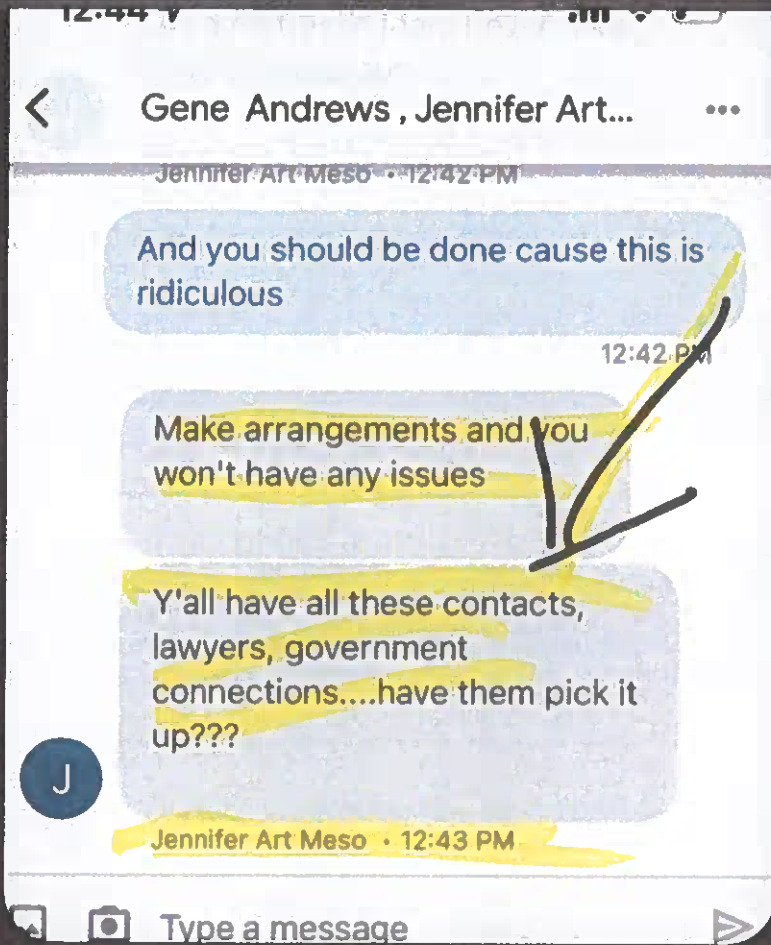 12:44
Gene Andrews , Jennifer Art...
Jennifer Art Meso • 12:42 PM
And you should be done cause this is
ridiculous
12:42 PM
Make arrangements and you
won't have any issues
Y'all have all these contacts,
lawyers, government
connections....have them pick it
up???
J
Jennifer Art Meso • 12:43 PM
Type a message